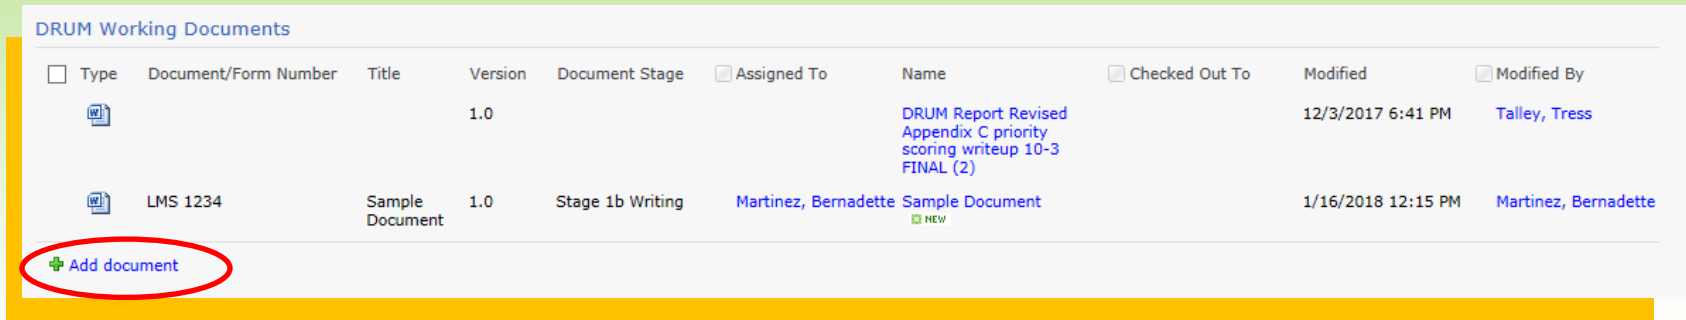 DRUM Working Documents
Type Document/Form Number Title Version Document Stage Assigned To Name Checked Out To Modified Modified By
1.0 DRUM Report Revised 12/3/2017 6:41 PM Talley, Tress
Appendix C priority
scoring writeup 10-3
FINAL (2)
LMS 1234 Sample 1.0 Stage 1b Writing Martinez, Bernadette Sample Document 1/16/2018 12:15 PM Martinez, Bernadette
Document NEW
Add document